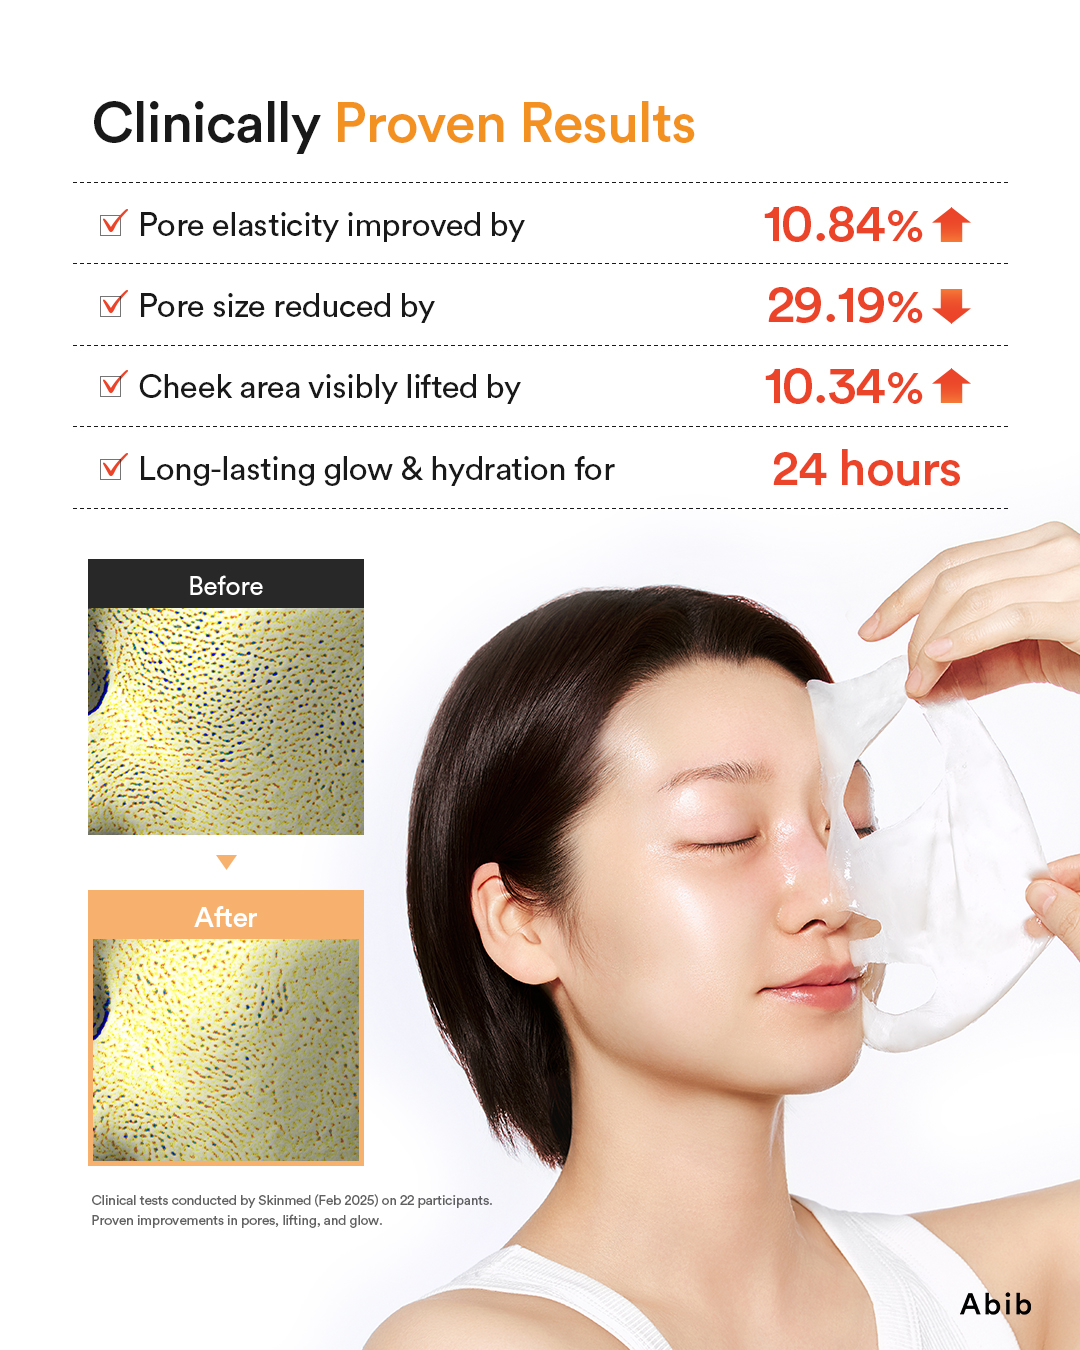 Clinically Proven Results
Pore elasticity improved by 10.84%
Pore size reduced by 29.19%
Cheek area visibly lifted by 10.34%
Long-lasting glow & hydration for 24 hours
Before
After
Clinical tests conducted by Skinmed (Feb 2025) on 22 participants.
Proven improvements in pores, lifting, and glow.
Abib